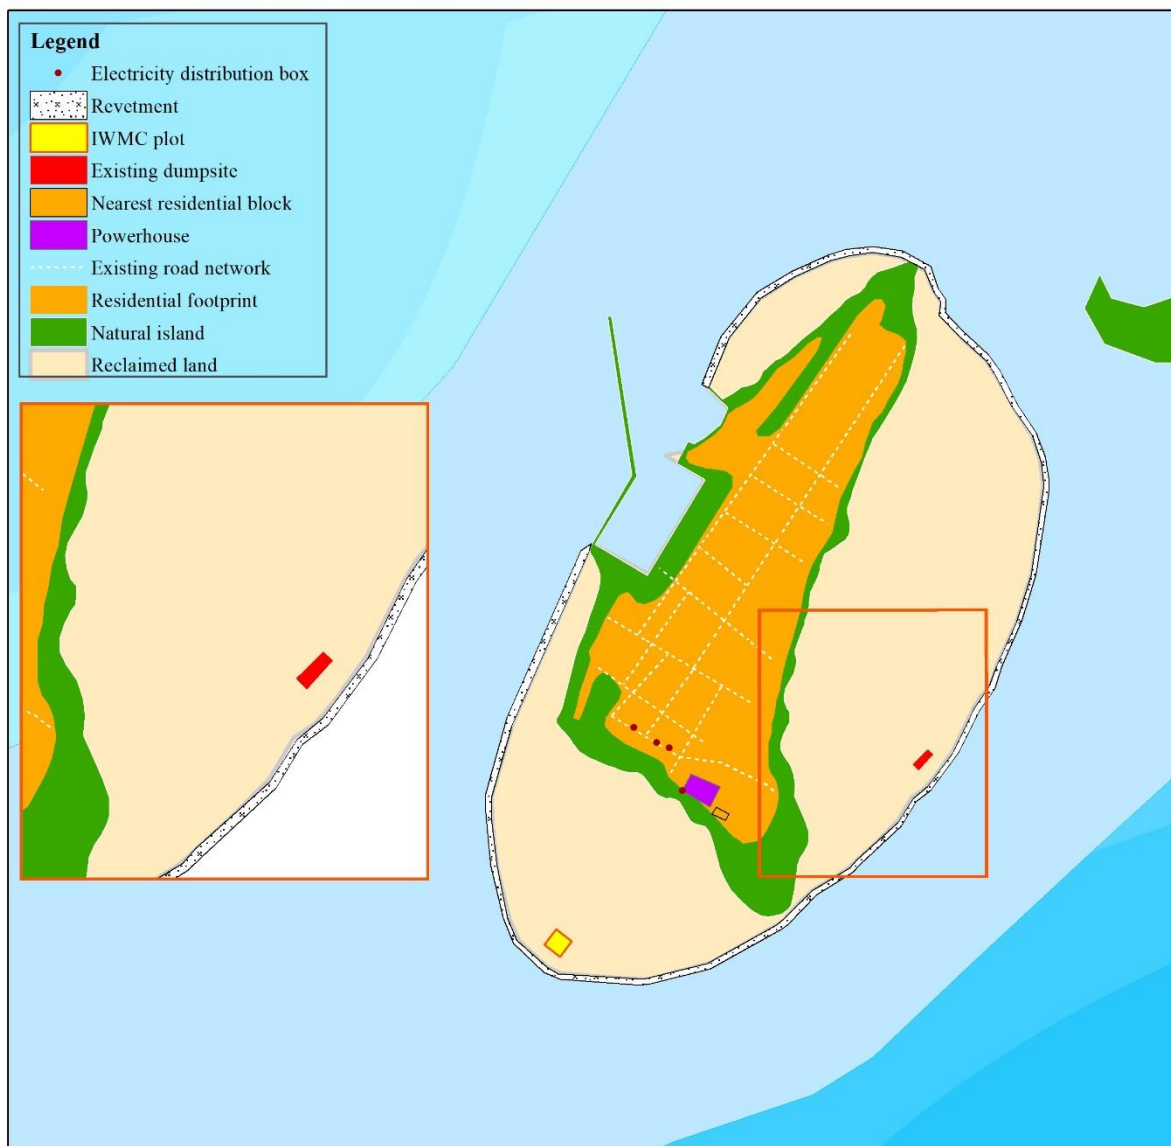 Legend
Electricity distribution box
Revetment
IWMC plot
Existing dumpsite
Nearest residential block
Powerhouse
Existing road network
Residential footprint
Natural island
Reclaimed land